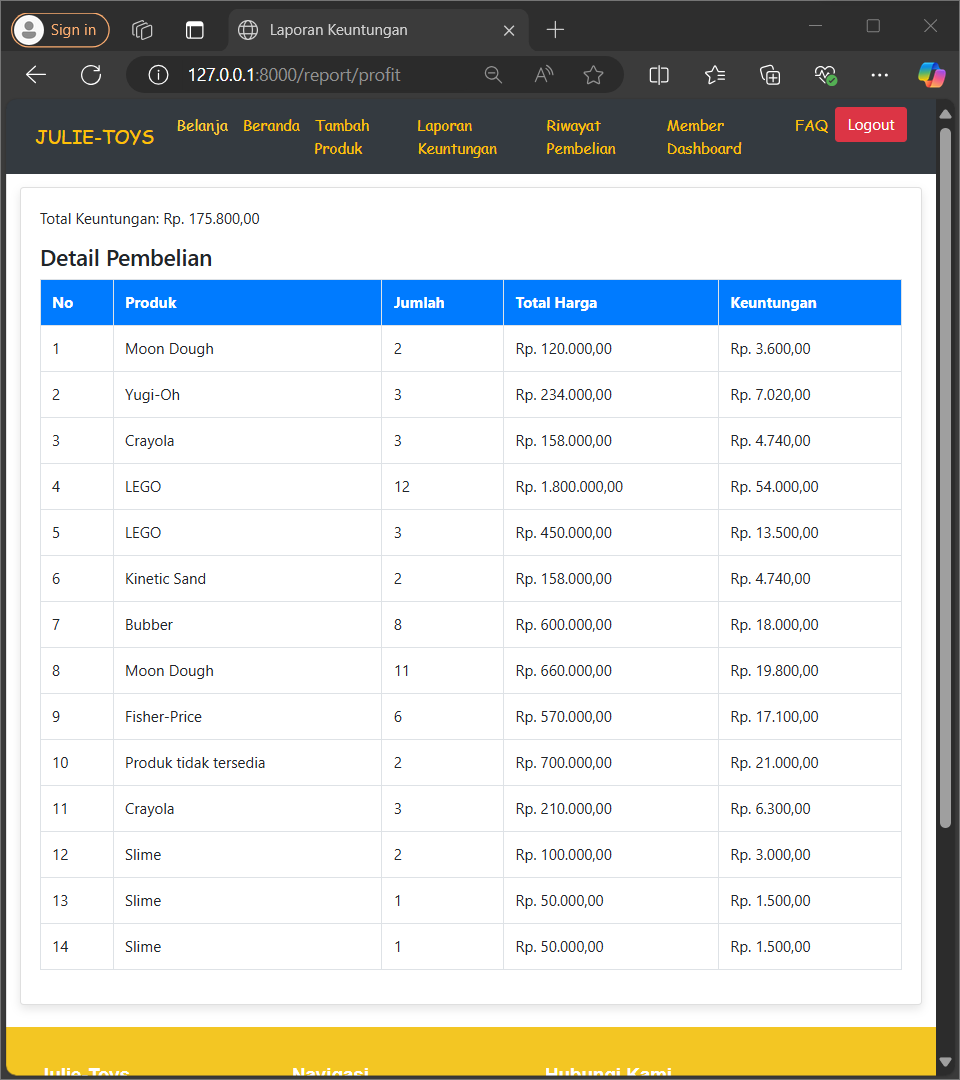 Sign in
Laporan Keuntungan
127.0.0.1:8000/report/profit
JULIE-TOYS
Belanja
Beranda
Tambah
Produk
Laporan
Keuntungan
Riwayat
Pembelian
Member
Dashboard
FAQ
Logout
Total Keuntungan: Rp. 175.800,00
Detail Pembelian
No Produk Jumlah Total Harga Keuntungan
1 Moon Dough 2 Rp. 120.000,00 Rp. 3.600,00
2 Yugi-Oh 3 Rp. 234.000,00 Rp. 7.020,00
3 Crayola 3 Rp. 158.000,00 Rp. 4.740,00
4 LEGO 12 Rp. 1.800.000,00 Rp. 54.000,00
5 LEGO 3 Rp. 450.000,00 Rp. 13.500,00
6 Kinetic Sand 2 Rp. 158.000,00 Rp. 4.740,00
7 Bubber 8 Rp. 600.000,00 Rp. 18.000,00
8 Moon Dough 11 Rp. 660.000,00 Rp. 19.800,00
9 Fisher-Price 6 Rp. 570.000,00 Rp. 17.100,00
10 Produk tidak tersedia 2 Rp. 700.000,00 Rp. 21.000,00
11 Crayola 3 Rp. 210.000,00 Rp. 6.300,00
12 Slime 2 Rp. 100.000,00 Rp. 3.000,00
13 Slime 1 Rp. 50.000,00 Rp. 1.500,00
14 Slime 1 Rp. 50.000,00 Rp. 1.500,00
Julie-Toys Navigasi Hubungi Kami